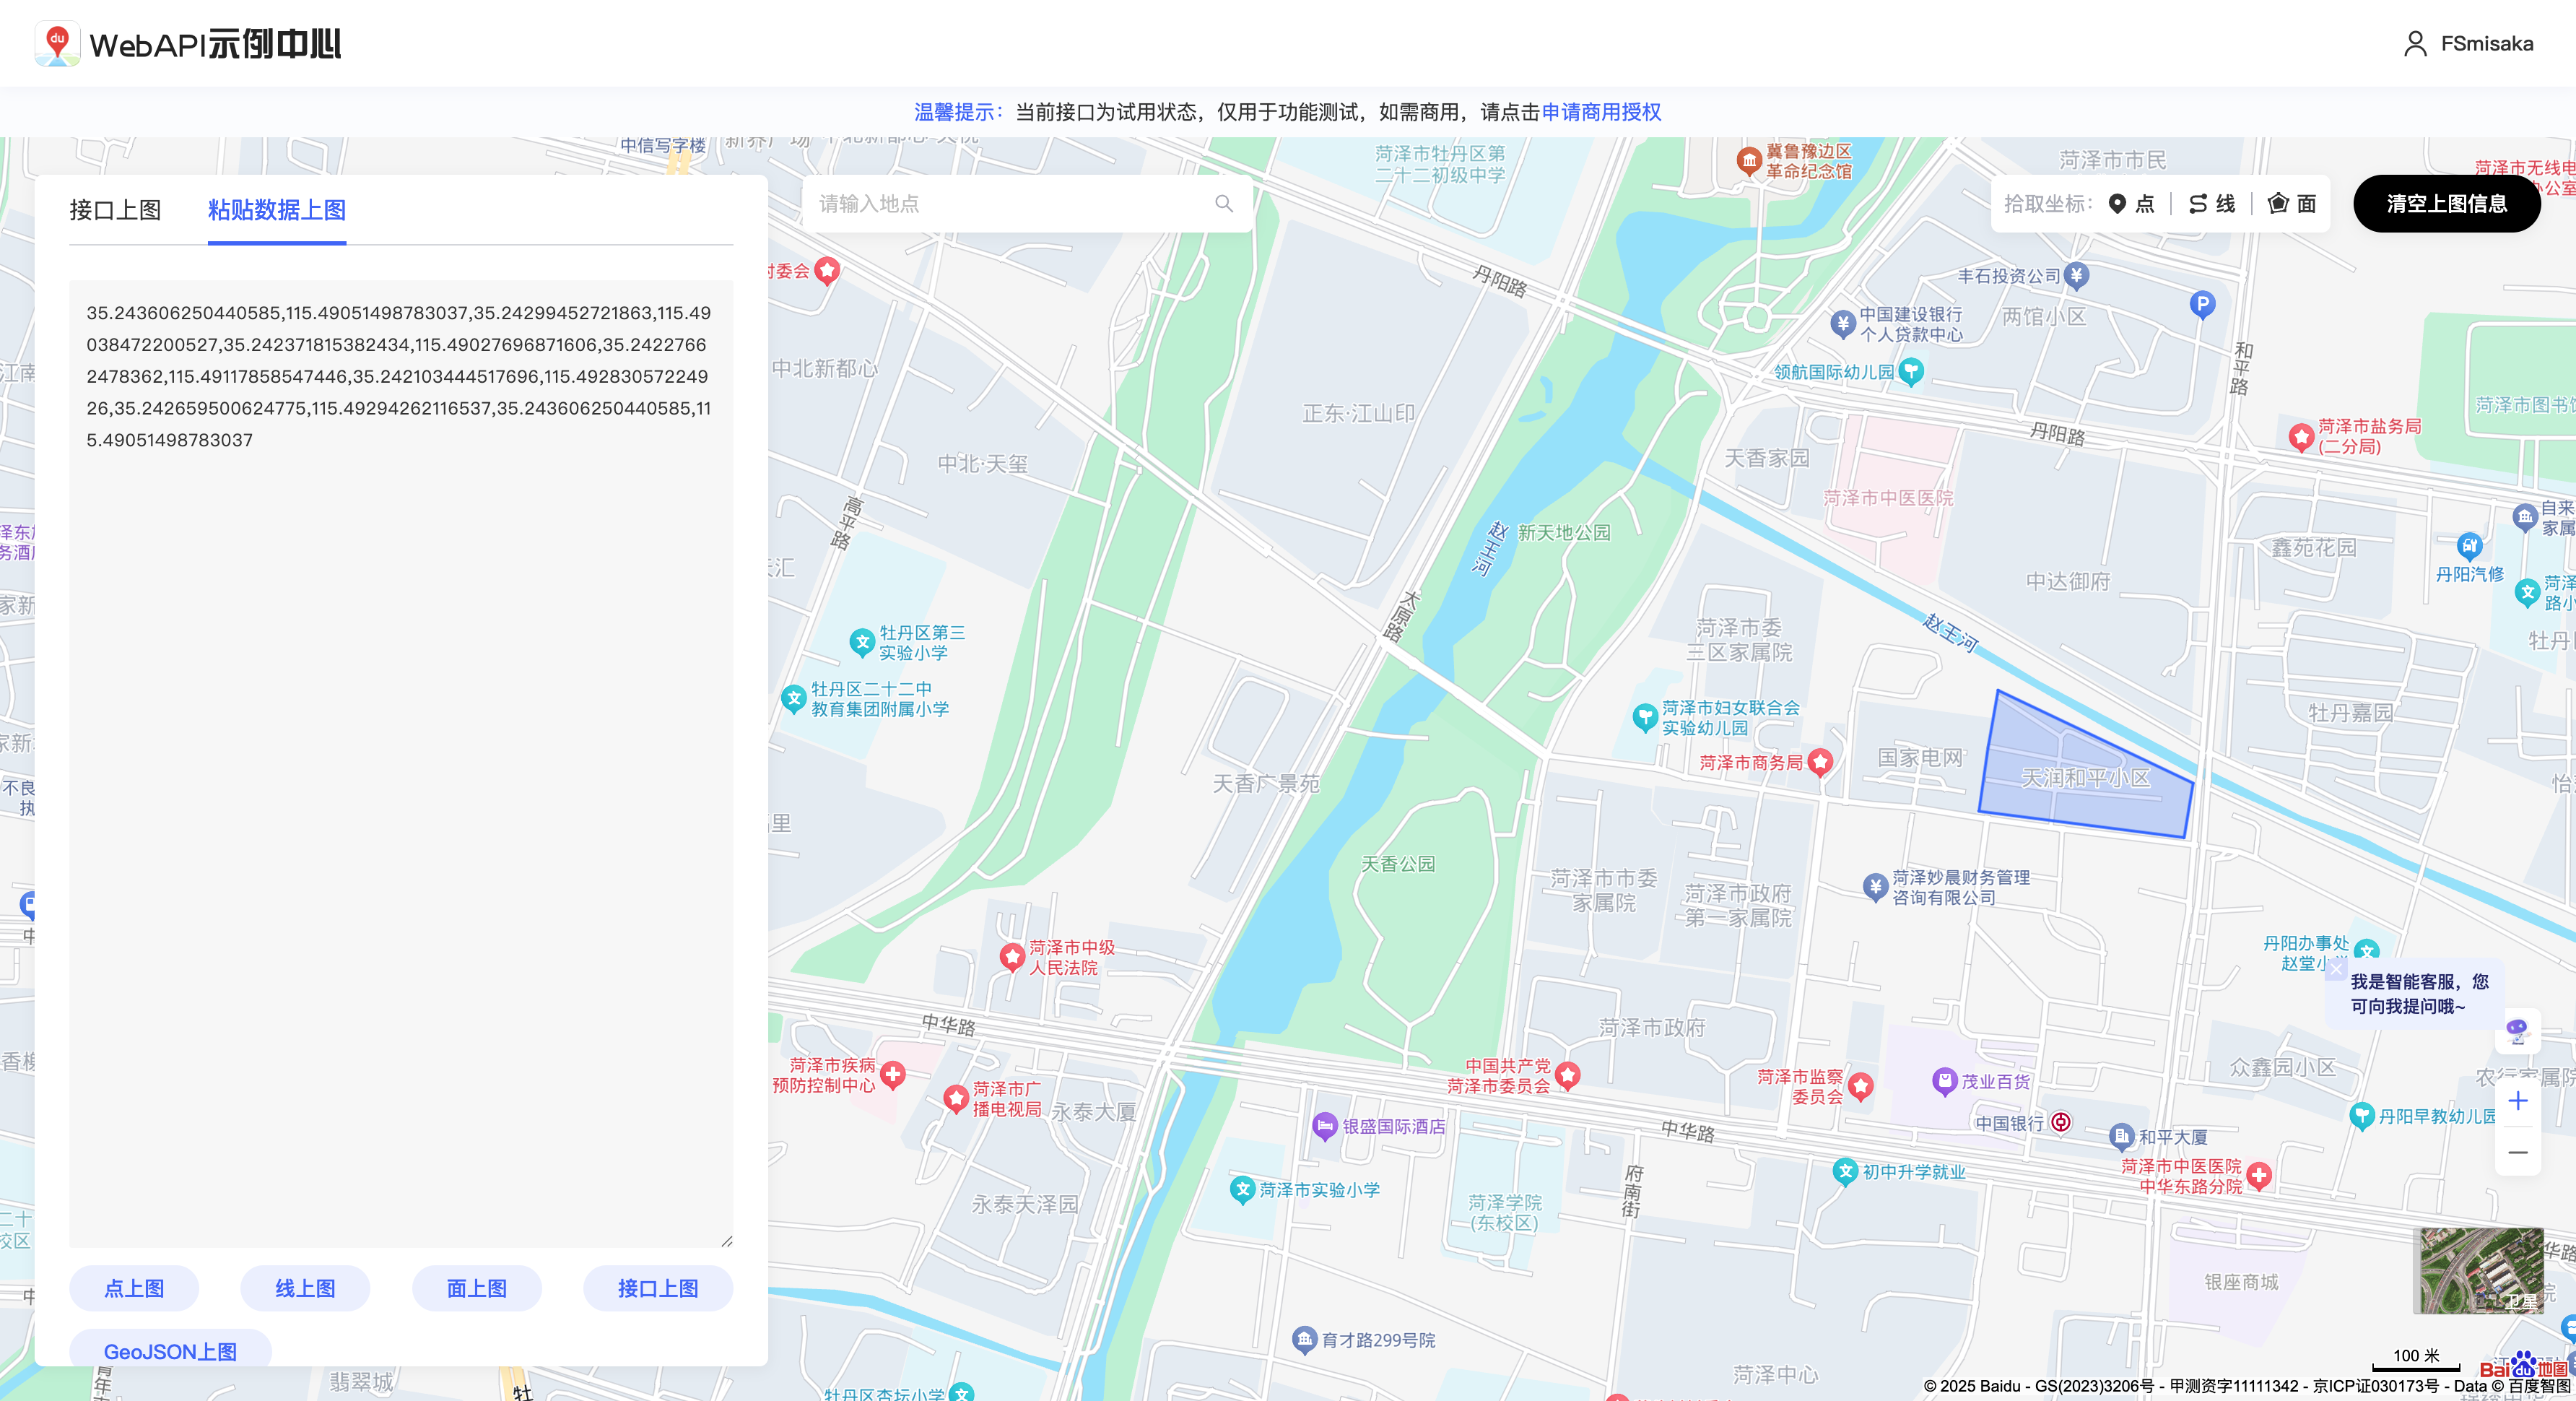 WebAPI示例中心
FSmisaka
温馨提示：当前接口为试用状态，仅用于功能测试，如需商用，请点击申请商用授权
接口上图
粘贴数据上图
35.243606250440585,115.49051498783037,35.24299452721863,115.49
038472200527,35.242371815382434,115.49027696871606,35.2422766
2478362,115.49117858547446,35.242103444517696,115.492830572249
26,35.242659500624775,115.49294262116537,35.243606250440585,11
5.49051498783037
点上图
线上图
面上图
接口上图
GeoJSON上图
请输入地点
拾取坐标：
点
线
面
清空上图信息
中信写字楼
菏泽市牡丹区第
二十二初级中学
冀鲁豫边区
革命纪念馆
菏泽市市民
丹阳路
丰石投资公司
两馆小区
P
中国建设银行
个人贷款中心
领航国际幼儿园
和平路
中北新都心
正东·江山印
中北·天玺
高平路
天香家园
丹阳路
菏泽市盐务局
(二分局)
菏泽市中医医院
新天地公园
赵王河
鑫苑花园
丹阳汽修
中达御府
太原路
菏泽市委
三区家属院
赵王河
牡丹区第三
实验小学
牡丹区二十二中
教育集团附属小学
菏泽市妇女联合会
实验幼儿园
牡丹嘉园
菏泽市商务局
国家电网
天润和平小区
天香广景苑
天香公园
菏泽市市委
家属院
菏泽市政府
第一家属院
菏泽妙晨财务管理
咨询有限公司
菏泽市中级
人民法院
丹阳办事处
我是智能客服，您
可向我提问哦~
中华路
菏泽市政府
菏泽市疾病
预防控制中心
菏泽市广
播电视局
永泰大厦
中国共产党
菏泽市委员会
菏泽市监察
委员会
茂业百货
众鑫园小区
中国银行
和平大厦
丹阳早教幼儿园
银盛国际酒店
中华路
菏泽市中医医院
中华东路分院
初中升学就业
菏泽市实验小学
永泰天泽园
菏泽学院
(东校区)
府南街
银座商城
卫星
育才路299号院
翡翠城
菏泽中心
牡丹区杏坛小学
100 米
Bai du 地图
© 2025 Baidu - GS(2023)3206号 - 甲测资字11111342 - 京ICP证030173号 - Data © 百度智图